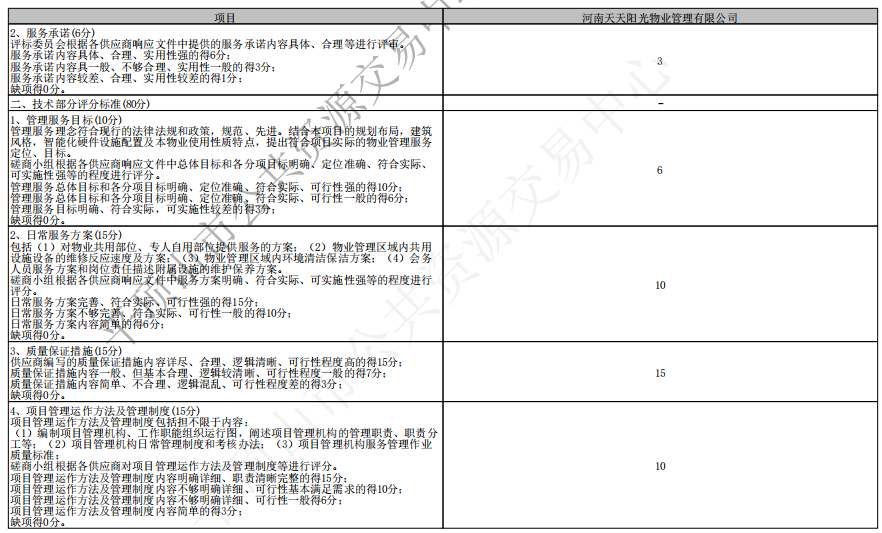 项目
河南天天阳光物业管理有限公司
2、服务承诺(6分)
评标委员会根据各供应商响应文件中提供的服务承诺内容具体、合理等进行评审。
服务承诺内容具体、合理、实用性强的得6分；
服务承诺内容具一般、不够合理、实用性一般的得3分；
服务承诺内容较差、合理、实用性较差的得1分；
缺项得0分。
3
二、技术部分评分标准(80分)
-
1、管理服务目标(10分)
管理服务理念符合现行的法律法规和政策，规范、先进。结合本项目的规划布局，建筑
风格，智能化硬件设施配置及本物业使用性质特点，提出符合项目实际的物业管理服务
定位、目标。
磋商小组根据各供应商响应文件中总体目标和各分项目标明确、定位准确、符合实际、
可实施性强等的程度进行评分。
管理服务总体目标和各分项目标明确、定位准确、符合实际、可行性强的得10分；
管理服务总体目标和各分项目标明确、定位准确、符合实际、可行性一般的得6分；
管理服务目标明确、符合实际，可实施性较差的得3分；
缺项得0分。
6
2、日常服务方案(15分)
包括（1）对物业共用部位、专人自用部位提供服务的方案；（2）物业管理区域内共用
设施设备的维修反应速度及方案；（3）物业管理区域内环境清洁保洁方案；（4）会务
人员服务方案和岗位责任描述附属设施的维护保养方案。
磋商小组根据各供应商响应文件中服务方案明确、符合实际、可实施性强等的程度进行
评分。
日常服务方案完善、符合实际、可行性强的得15分；
日常服务方案不够完善、符合实际、可行性一般的得10分；
日常服务方案内容简单的得6分；
缺项得0分。
10
3、质量保证措施(15分)
供应商编写的质量保证措施内容详尽、合理、逻辑清晰、可行性程度高的得15分；
质量保证措施内容一般、但基本合理、逻辑较清晰、可行性程度一般的得7分；
质量保证措施内容简单、不合理、逻辑混乱、可行性程度差的得3分；
缺项得0分。
15
4、项目管理运作方法及管理制度(15分)
项目管理运作方法及管理制度包括担不限于内容：
（1）编制项目管理机构、工作职能组织运行图，阐述项目管理机构的管理职责、职责分
工等；（2）项目管理机构日常管理制度和考核办法；（3）项目管理机构服务管理作业
质量标准；
磋商小组根据各供应商对项目管理运作方法及管理制度等进行评分。
项目管理运作方法及管理制度内容明确详细、职责清晰完整的得15分；
项目管理运作方法及管理制度内容不够明确详细、可行性基本满足需求的得10分；
项目管理运作方法及管理制度内容不够明确详细、可行性一般得6分；
项目管理运作方法及管理制度内容简单的得3分；
缺项得0分。
10
平顶山市公共资源交易中心
平顶山市公共资源交易中心